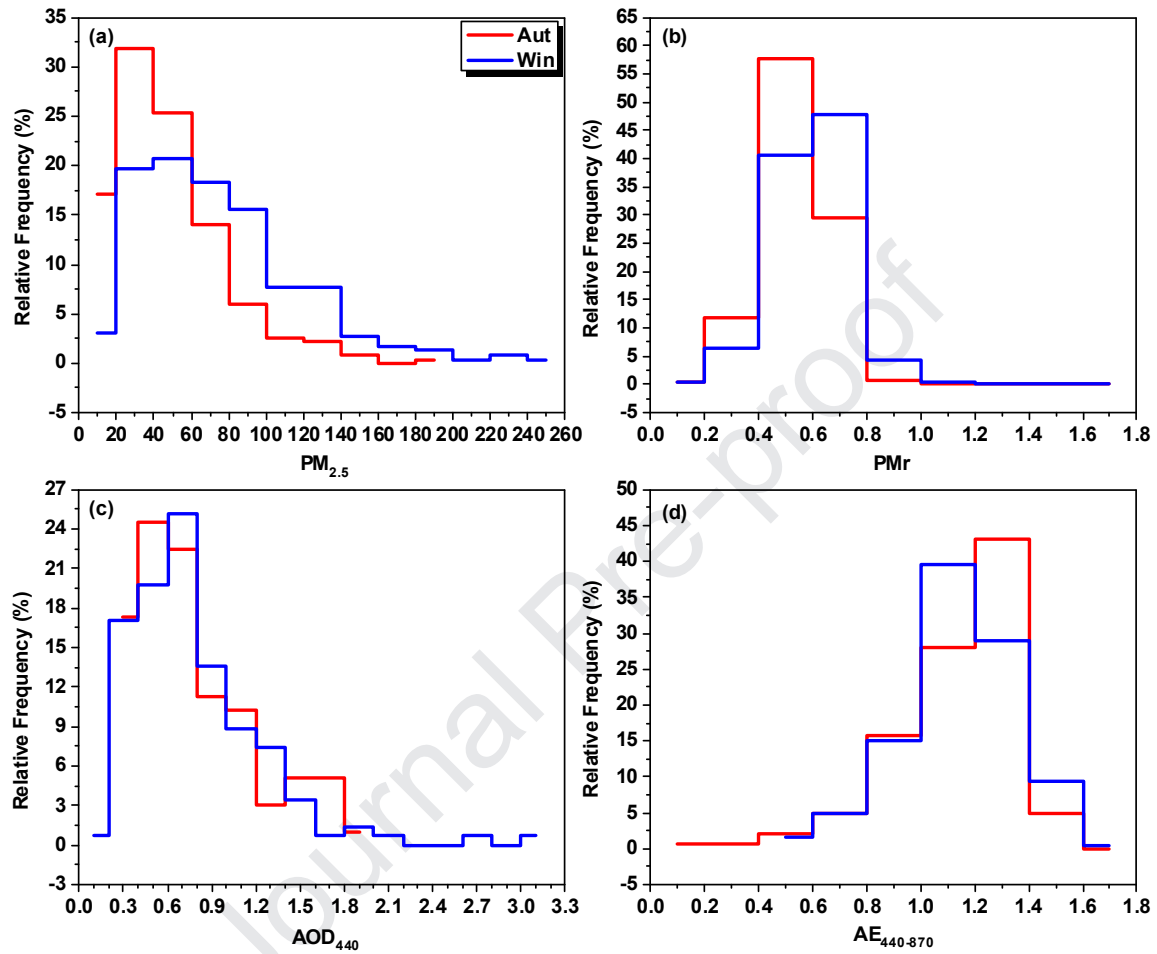 (a)
Aut
Win
35
30
25
20
15
10
5
0
-5
Relative Frequency (%)
0 20 40 60 80 100 120 140 160 180 200 220 240 260
PM2.5
(b)
65
60
55
50
45
40
35
30
25
20
15
10
5
0
-5
Relative Frequency (%)
0.0 0.2 0.4 0.6 0.8 1.0 1.2 1.4 1.6 1.8
PMr
(c)
27
24
21
18
15
12
9
6
3
0
-3
Relative Frequency (%)
0.0 0.3 0.6 0.9 1.2 1.5 1.8 2.1 2.4 2.7 3.0 3.3
AOD440
(d)
50
45
40
35
30
25
20
15
10
5
0
-5
Relative Frequency (%)
0.0 0.2 0.4 0.6 0.8 1.0 1.2 1.4 1.6 1.8
AE440-870
Journal Pre-proof